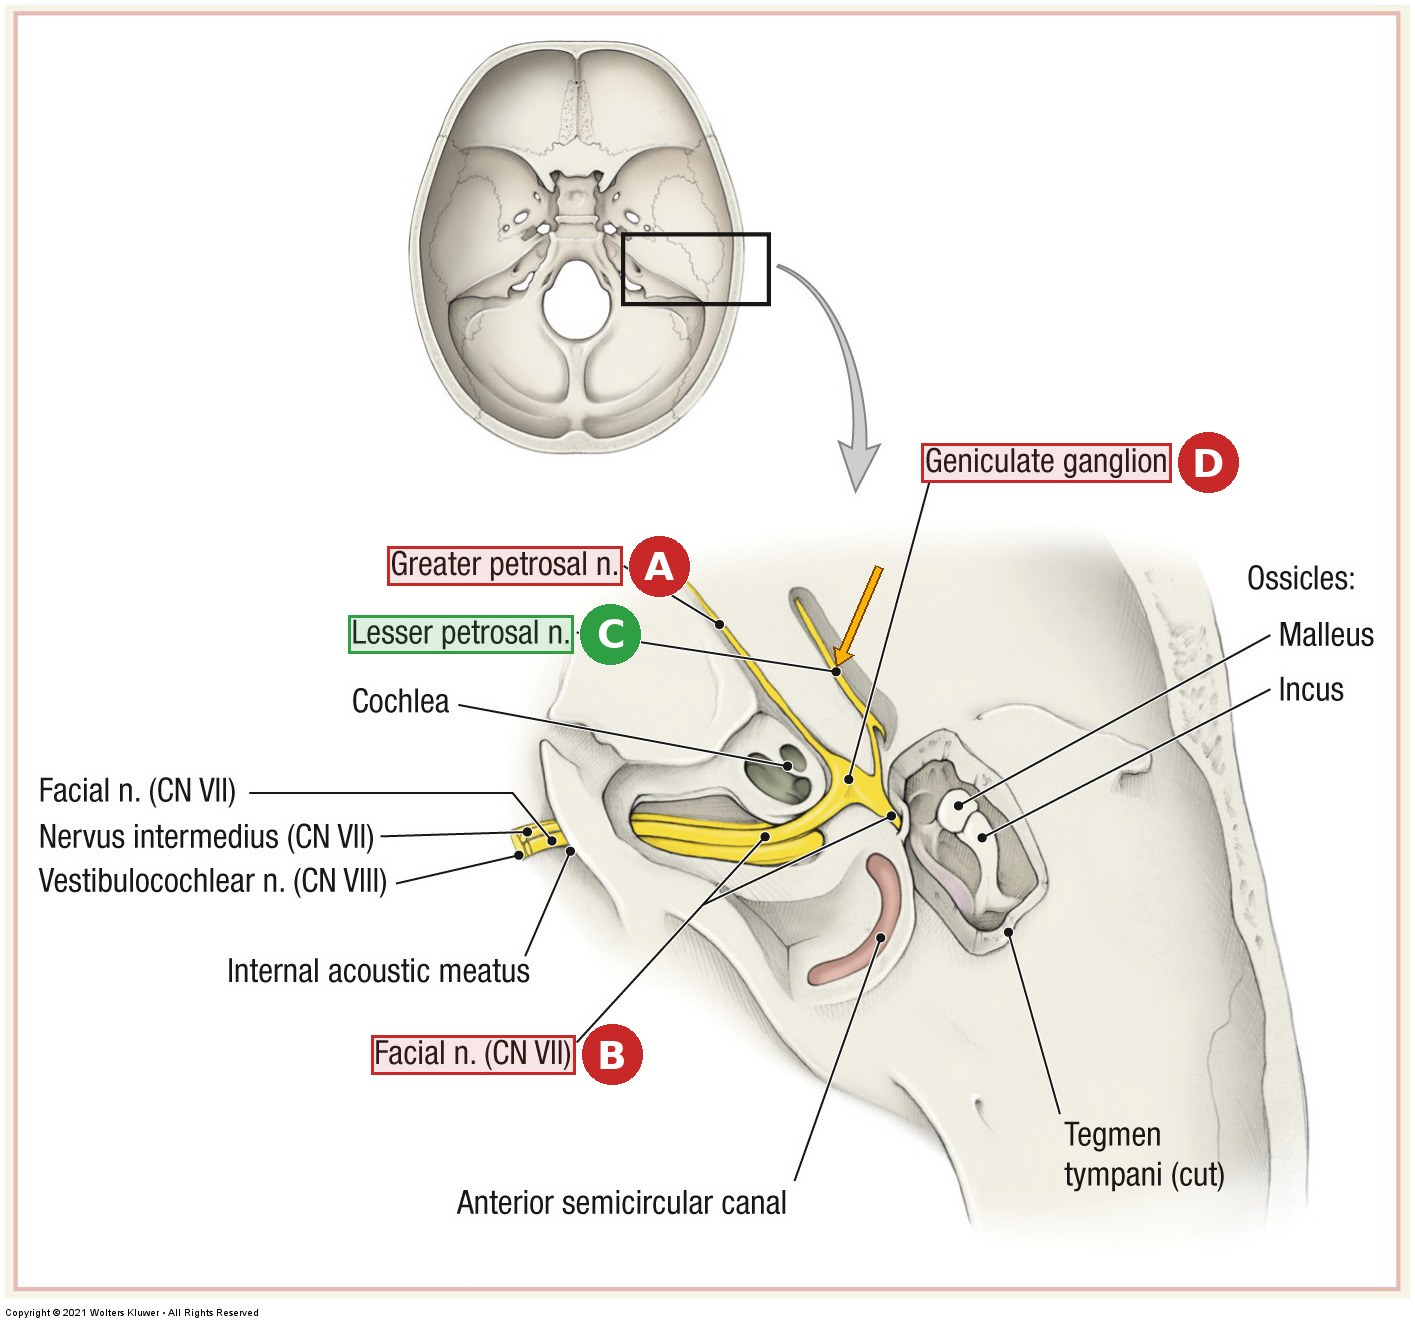 Geniculate ganglion D
Greater petrosal n. A
Ossicles:
Lesser petrosal n. C
Malleus
Cochlea
Incus
Facial n. (CN VII)
Nervus intermedius (CN VII)
Vestibulocochlear n. (CN VIII)
Internal acoustic meatus
Facial n. (CN VII) B
Tegmen
tympani (cut)
Anterior semicircular canal
Copyright © 2021 Wolters Kluwer - All Rights Reserved